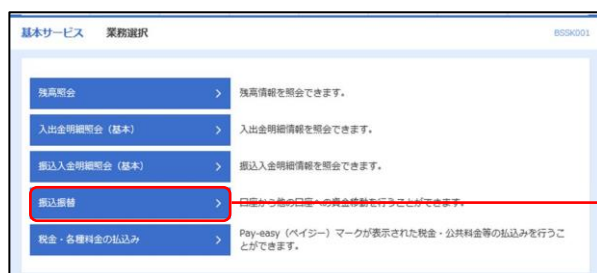 基本サービス 業務選択 BSSK001
残高照会 > 残高情報を照会できます。
入出金明細照会（基本） > 入出金明細情報を照会できます。
振込入金明細照会（基本） > 振込入金明細情報を照会できます。
振込振替 > 口座から他の口座への資金移動を行うことができます。
税金・各種料金の払込み > Pay-easy（ペイジー）マークが表示された税金・公共料金等の払込みを行うこ
とができます。